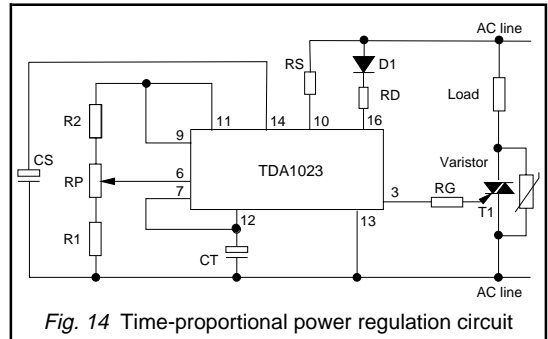 AC line
RS
D1
RD
Load
R2
11
14
10
16
9
CS
TDA1023
Varistor
RP
6
7
3
RG
T1
12
13
R1
CT
AC line
Fig. 14 Time-proportional power regulation circuit